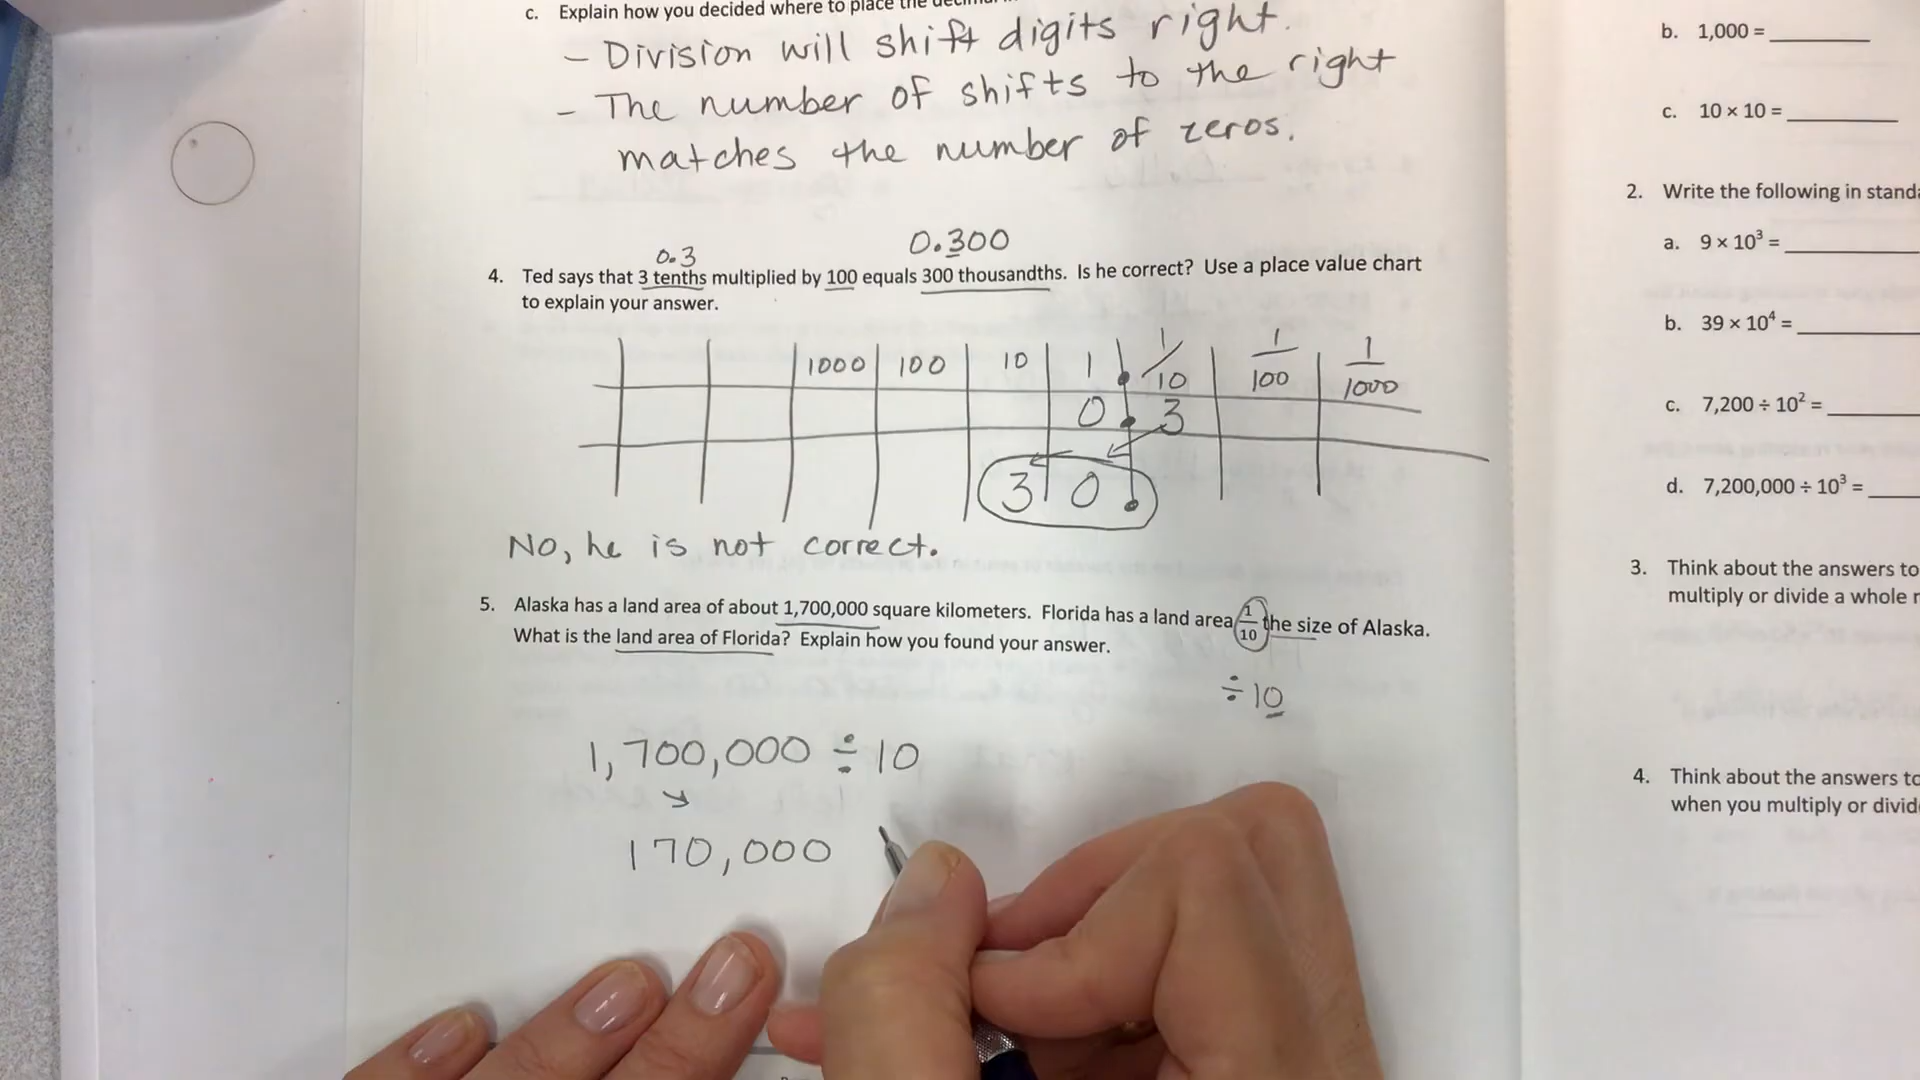 c. Explain how you decided where to place the
- Division will shift digits right.
- The number of shifts to the right
matches the number of zeros.
0.3 0.300
4. Ted says that 3 tenths multiplied by 100 equals 300 thousandths. Is he correct? Use a place value chart
to explain your answer.
1000 100 10 1 . 1/10 1/100 1/1000
0 . 3
3 0 .
No, he is not correct.
5. Alaska has a land area of about 1,700,000 square kilometers. Florida has a land area 1/10 the size of Alaska.
What is the land area of Florida? Explain how you found your answer.
÷ 10
1,700,000 ÷ 10
170,000
b. 1,000 =
c. 10 × 10 =
2. Write the following in
a. 9 × 10³ =
b. 39 × 10⁴ =
c. 7,200 ÷ 10² =
d. 7,200,000 ÷ 10³ =
3. Think about the answers to
multiply or divide a whole
4. Think about the answers to
when you multiply or